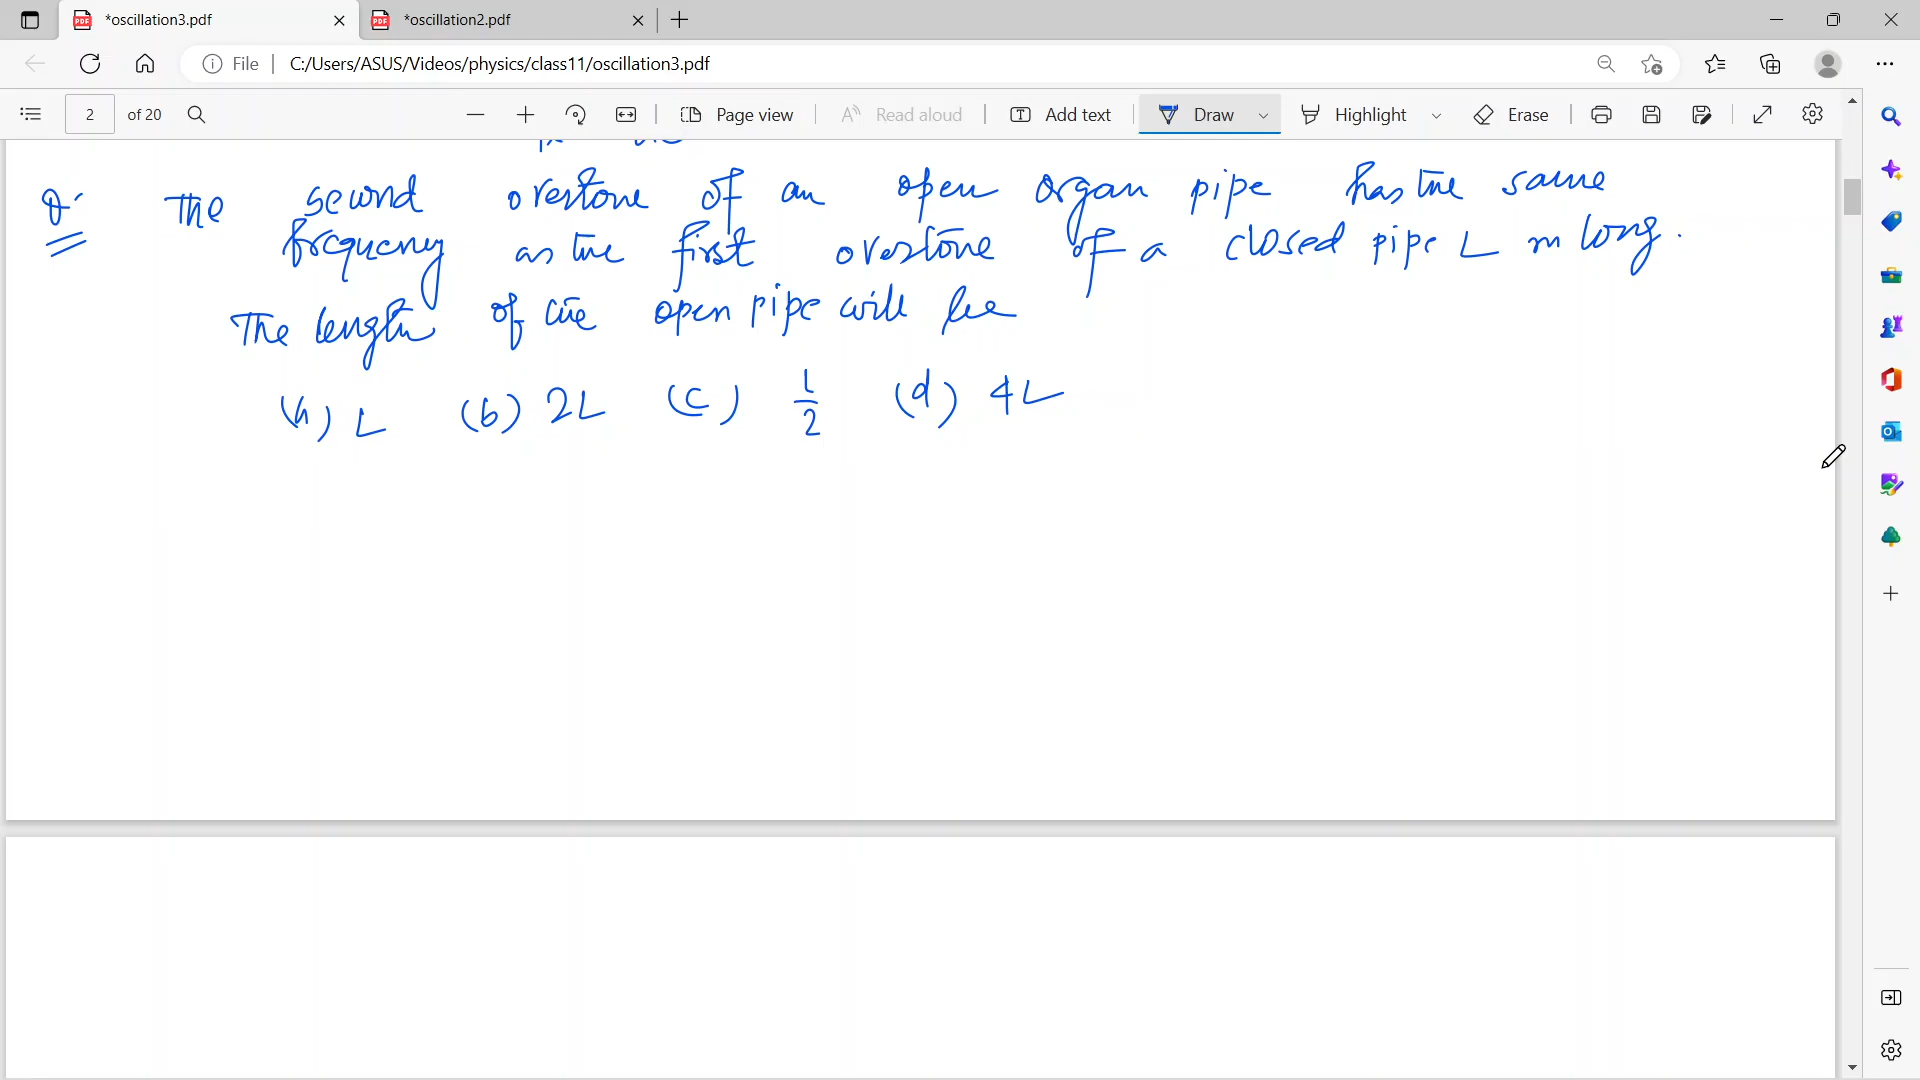 *oscillation3.pdf
*oscillation2.pdf
File
C:/Users/ASUS/Videos/physics/class11/oscillation3.pdf
2 of 20
Page view
Read aloud
Add text
Draw
Highlight
Erase
Q. The second overtone of an open organ pipe has the same
frequency as the first overtone of a closed pipe L m long.
The length of the open pipe will be
(a) L (b) 2L (c) L/2 (d) 4L